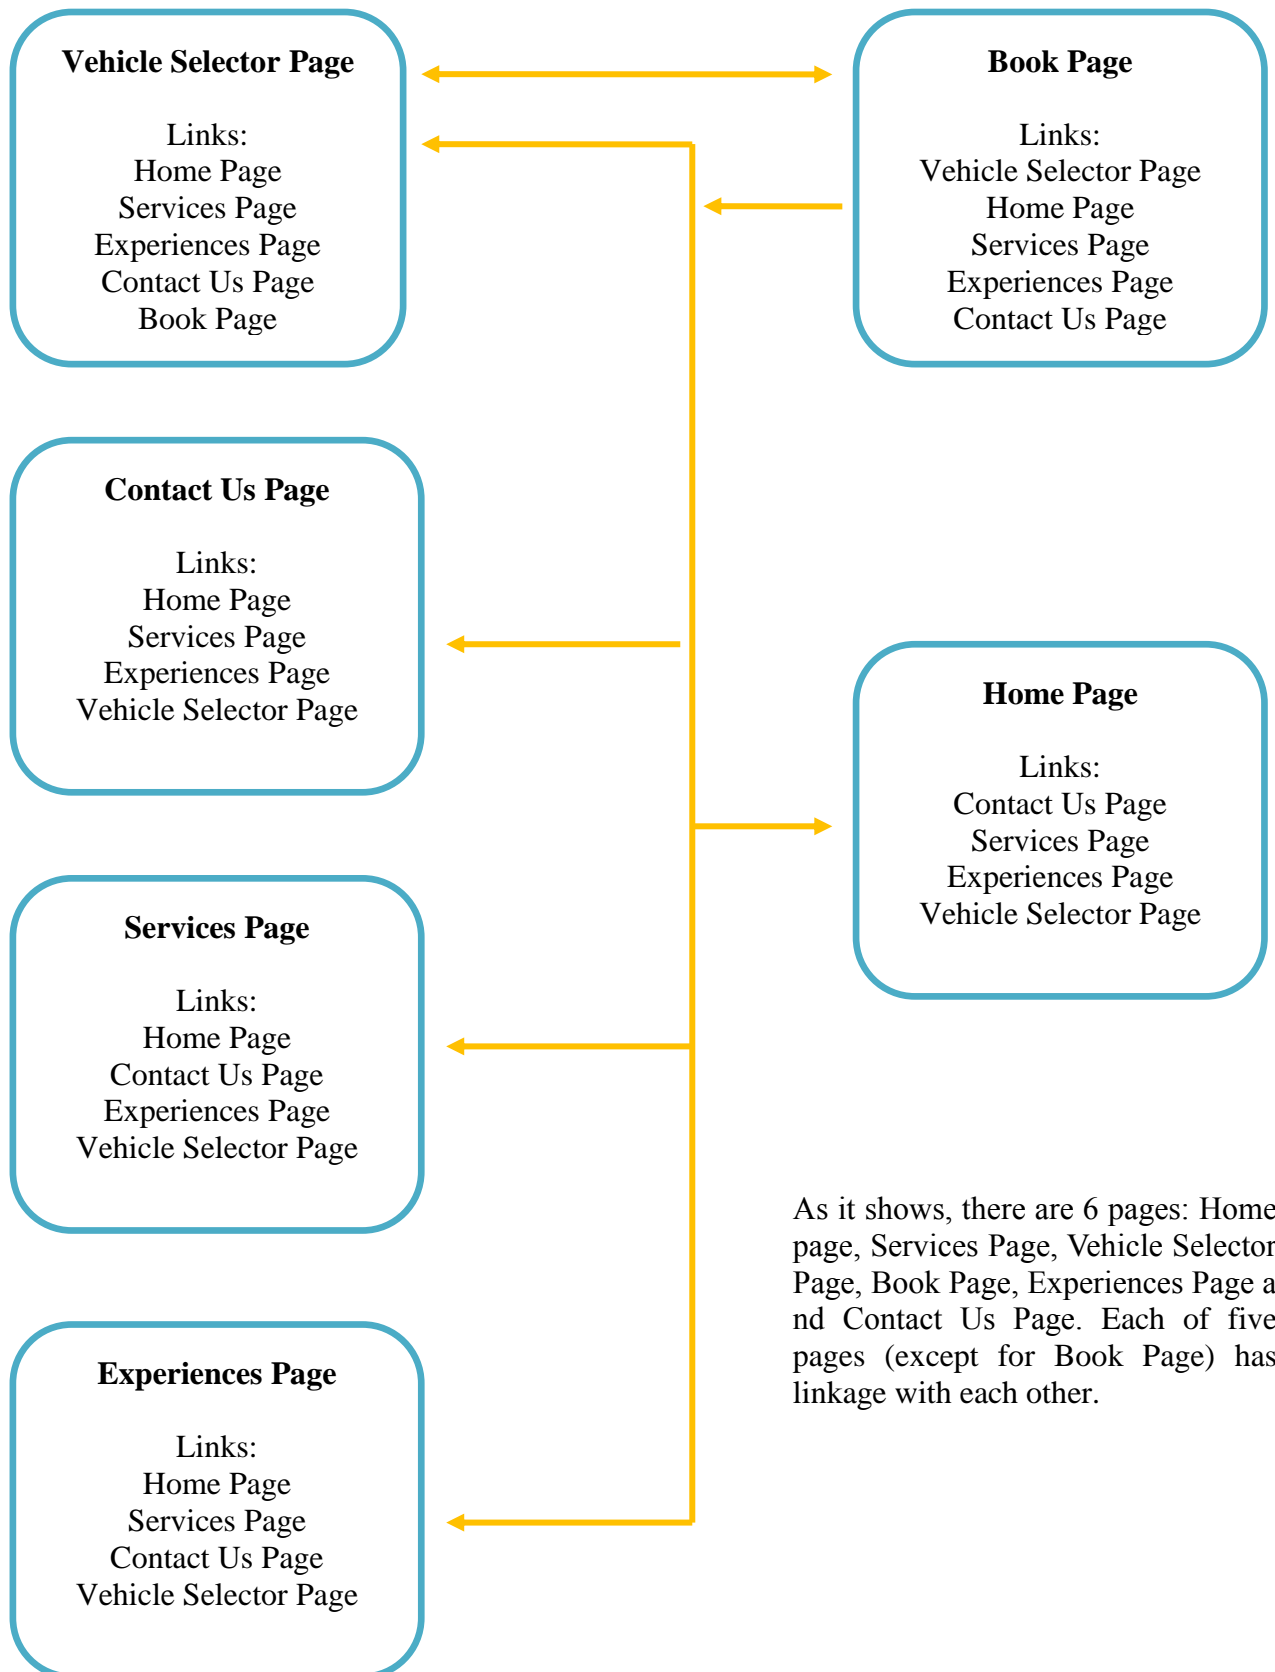 Vehicle Selector Page
Links:
Home Page
Services Page
Experiences Page
Contact Us Page
Book Page
Book Page
Links:
Vehicle Selector Page
Home Page
Services Page
Experiences Page
Contact Us Page
Contact Us Page
Links:
Home Page
Services Page
Experiences Page
Vehicle Selector Page
Home Page
Links:
Contact Us Page
Services Page
Experiences Page
Vehicle Selector Page
Services Page
Links:
Home Page
Contact Us Page
Experiences Page
Vehicle Selector Page
As it shows, there are 6 pages: Home
page, Services Page, Vehicle Selector
Page, Book Page, Experiences Page a
nd Contact Us Page. Each of five
pages (except for Book Page) has
linkage with each other.
Experiences Page
Links:
Home Page
Services Page
Contact Us Page
Vehicle Selector Page